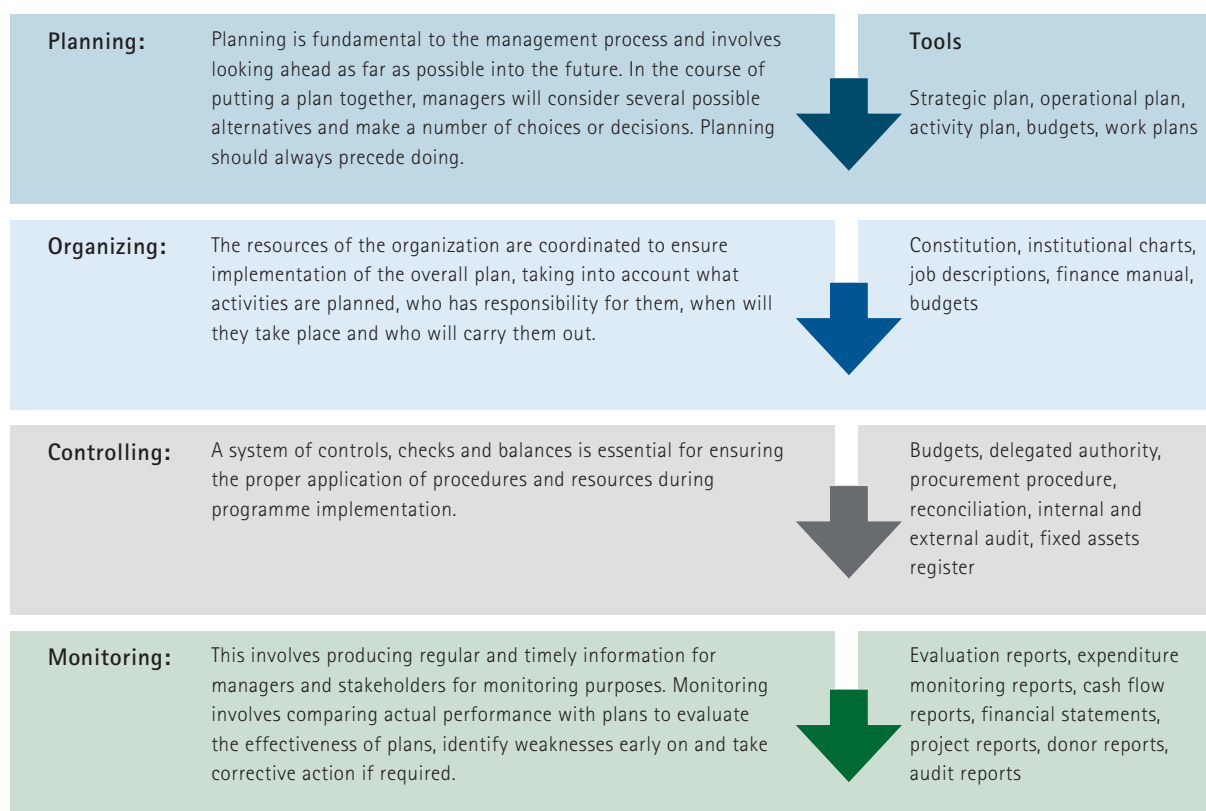 Planning:
Planning is fundamental to the management process and involves
looking ahead as far as possible into the future. In the course of
putting a plan together, managers will consider several possible
alternatives and make a number of choices or decisions. Planning
should always precede doing.
Tools
Strategic plan, operational plan,
activity plan, budgets, work plans
Organizing:
The resources of the organization are coordinated to ensure
implementation of the overall plan, taking into account what
activities are planned, who has responsibility for them, when will
they take place and who will carry them out.
Constitution, institutional charts,
job descriptions, finance manual,
budgets
Controlling:
A system of controls, checks and balances is essential for ensuring
the proper application of procedures and resources during
programme implementation.
Budgets, delegated authority,
procurement procedure,
reconciliation, internal and
external audit, fixed assets
register
Monitoring:
This involves producing regular and timely information for
managers and stakeholders for monitoring purposes. Monitoring
involves comparing actual performance with plans to evaluate
the effectiveness of plans, identify weaknesses early on and take
corrective action if required.
Evaluation reports, expenditure
monitoring reports, cash flow
reports, financial statements,
project reports, donor reports,
audit reports